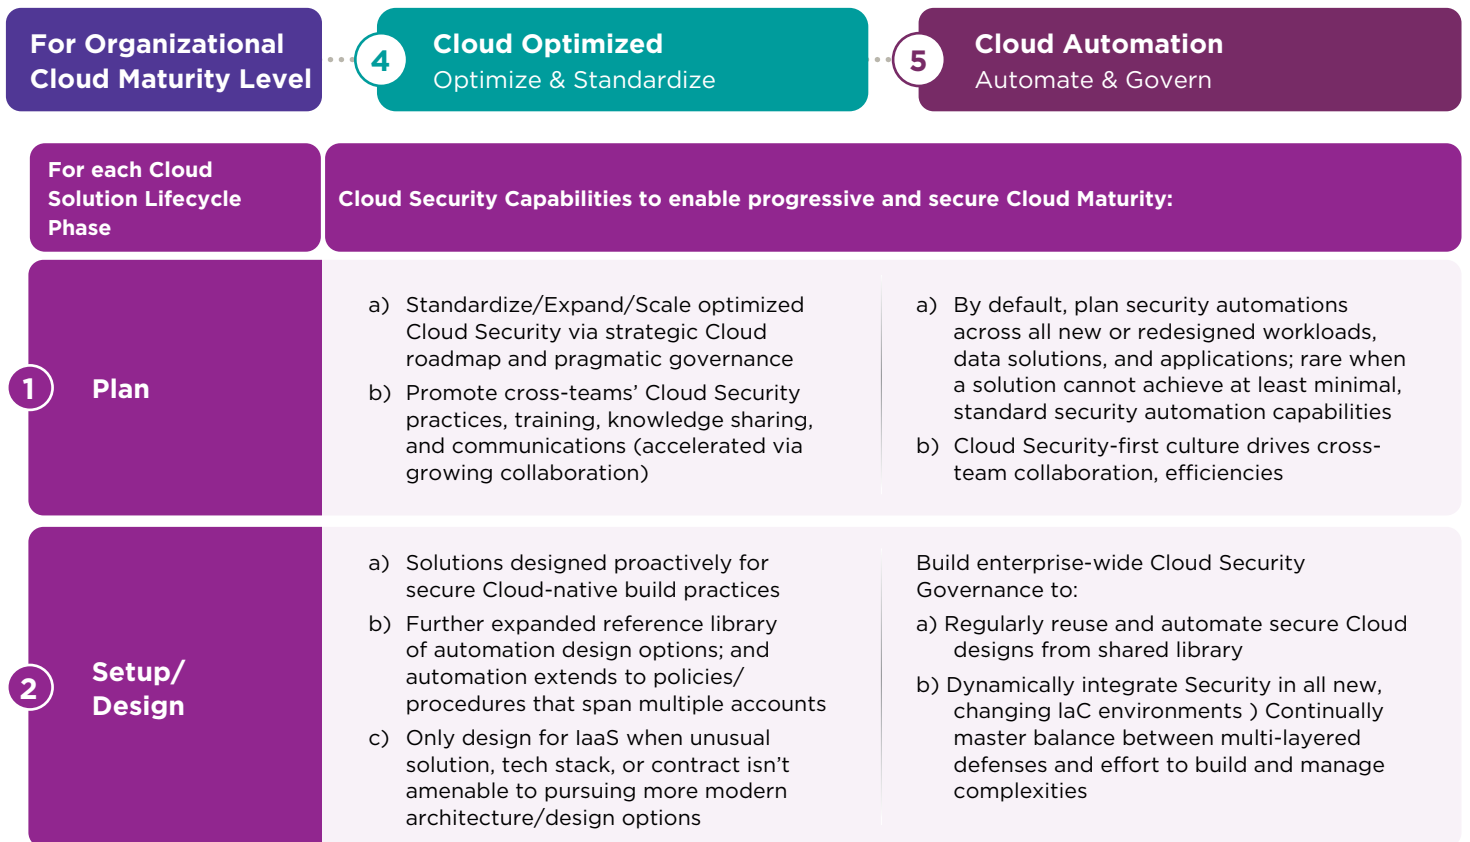 For Organizational
Cloud Maturity Level
4
Cloud Optimized
Optimize & Standardize
5
Cloud Automation
Automate & Govern
For each Cloud
Solution Lifecycle
Phase
Cloud Security Capabilities to enable progressive and secure Cloud Maturity:
1
Plan
a) Standardize/Expand/Scale optimized
Cloud Security via strategic Cloud
roadmap and pragmatic governance
b) Promote cross-teams’ Cloud Security
practices, training, knowledge sharing,
and communications (accelerated via
growing collaboration)
a) By default, plan security automations
across all new or redesigned workloads,
data solutions, and applications; rare when
a solution cannot achieve at least minimal,
standard security automation capabilities
b) Cloud Security-first culture drives cross-
team collaboration, efficiencies
2
Setup/
Design
a) Solutions designed proactively for
secure Cloud-native build practices
b) Further expanded reference library
of automation design options; and
automation extends to policies/
procedures that span multiple accounts
c) Only design for IaaS when unusual
solution, tech stack, or contract isn’t
amenable to pursuing more modern
architecture/design options
Build enterprise-wide Cloud Security
Governance to:
a) Regularly reuse and automate secure Cloud
designs from shared library
b) Dynamically integrate Security in all new,
changing IaC environments ) Continually
master balance between multi-layered
defenses and effort to build and manage
complexities